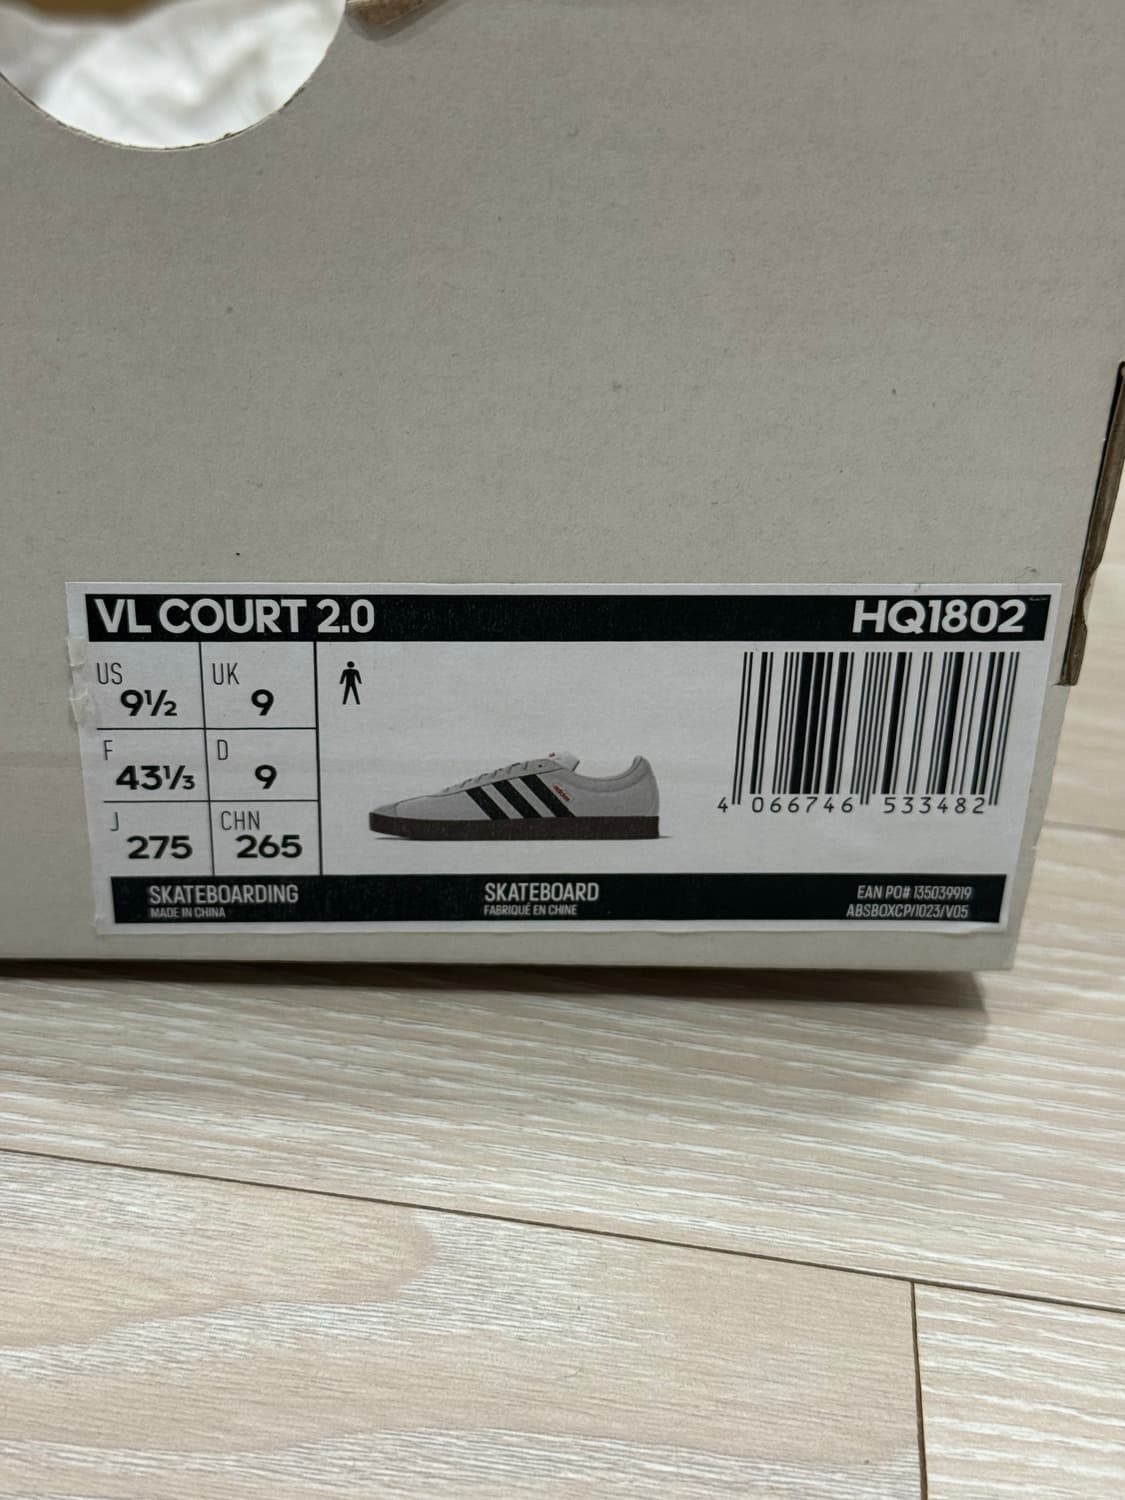 VL COURT 2.0 HQ1802
US 9½ UK 9
F 43⅓ D 9
J 275 CHN 265
4 066746 533482
SKATEBOARDING SKATEBOARD EAN PO# 135039919
MADE IN CHINA FABRIQUÉ EN CHINE ABSBOXCP/1023/V05